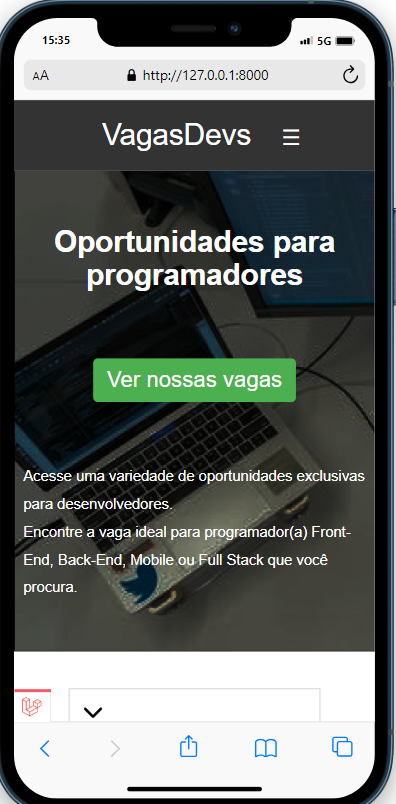 15:35
5G
AA
http://127.0.0.1:8000
VagasDevs
Oportunidades para
programadores
Ver nossas vagas
Acesse uma variedade de oportunidades exclusivas
para desenvolvedores.
Encontre a vaga ideal para programador(a) Front-
End, Back-End, Mobile ou Full Stack que você
procura.